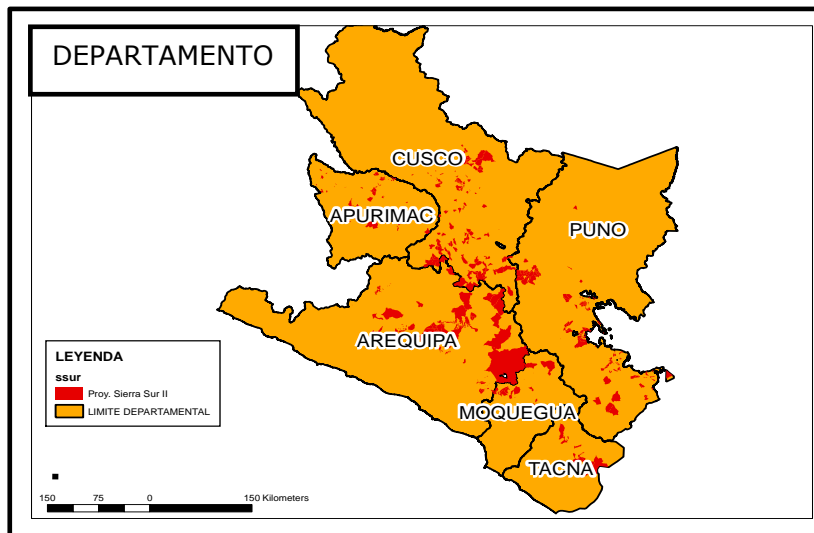 DEPARTAMENTO
CUSCO
APURIMAC
PUNO
AREQUIPA
MOQUEGUA
TACNA
LEYENDA
ssur
Proy. Sierra Sur II
LIMITE DEPARTAMENTAL
150 75 0 150 Kilometers